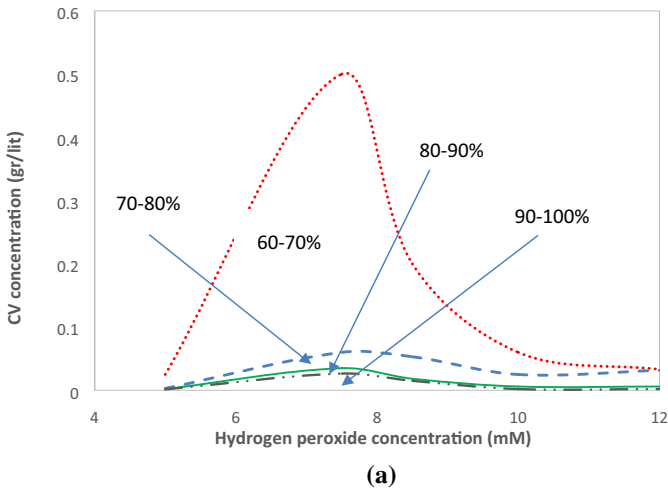 0.6
0.5
0.4
0.3
0.2
0.1
0
CV concentration (gr/lit)
80-90%
70-80%
90-100%
60-70%
4 6 8 10 12
Hydrogen peroxide concentration (mM)
(a)